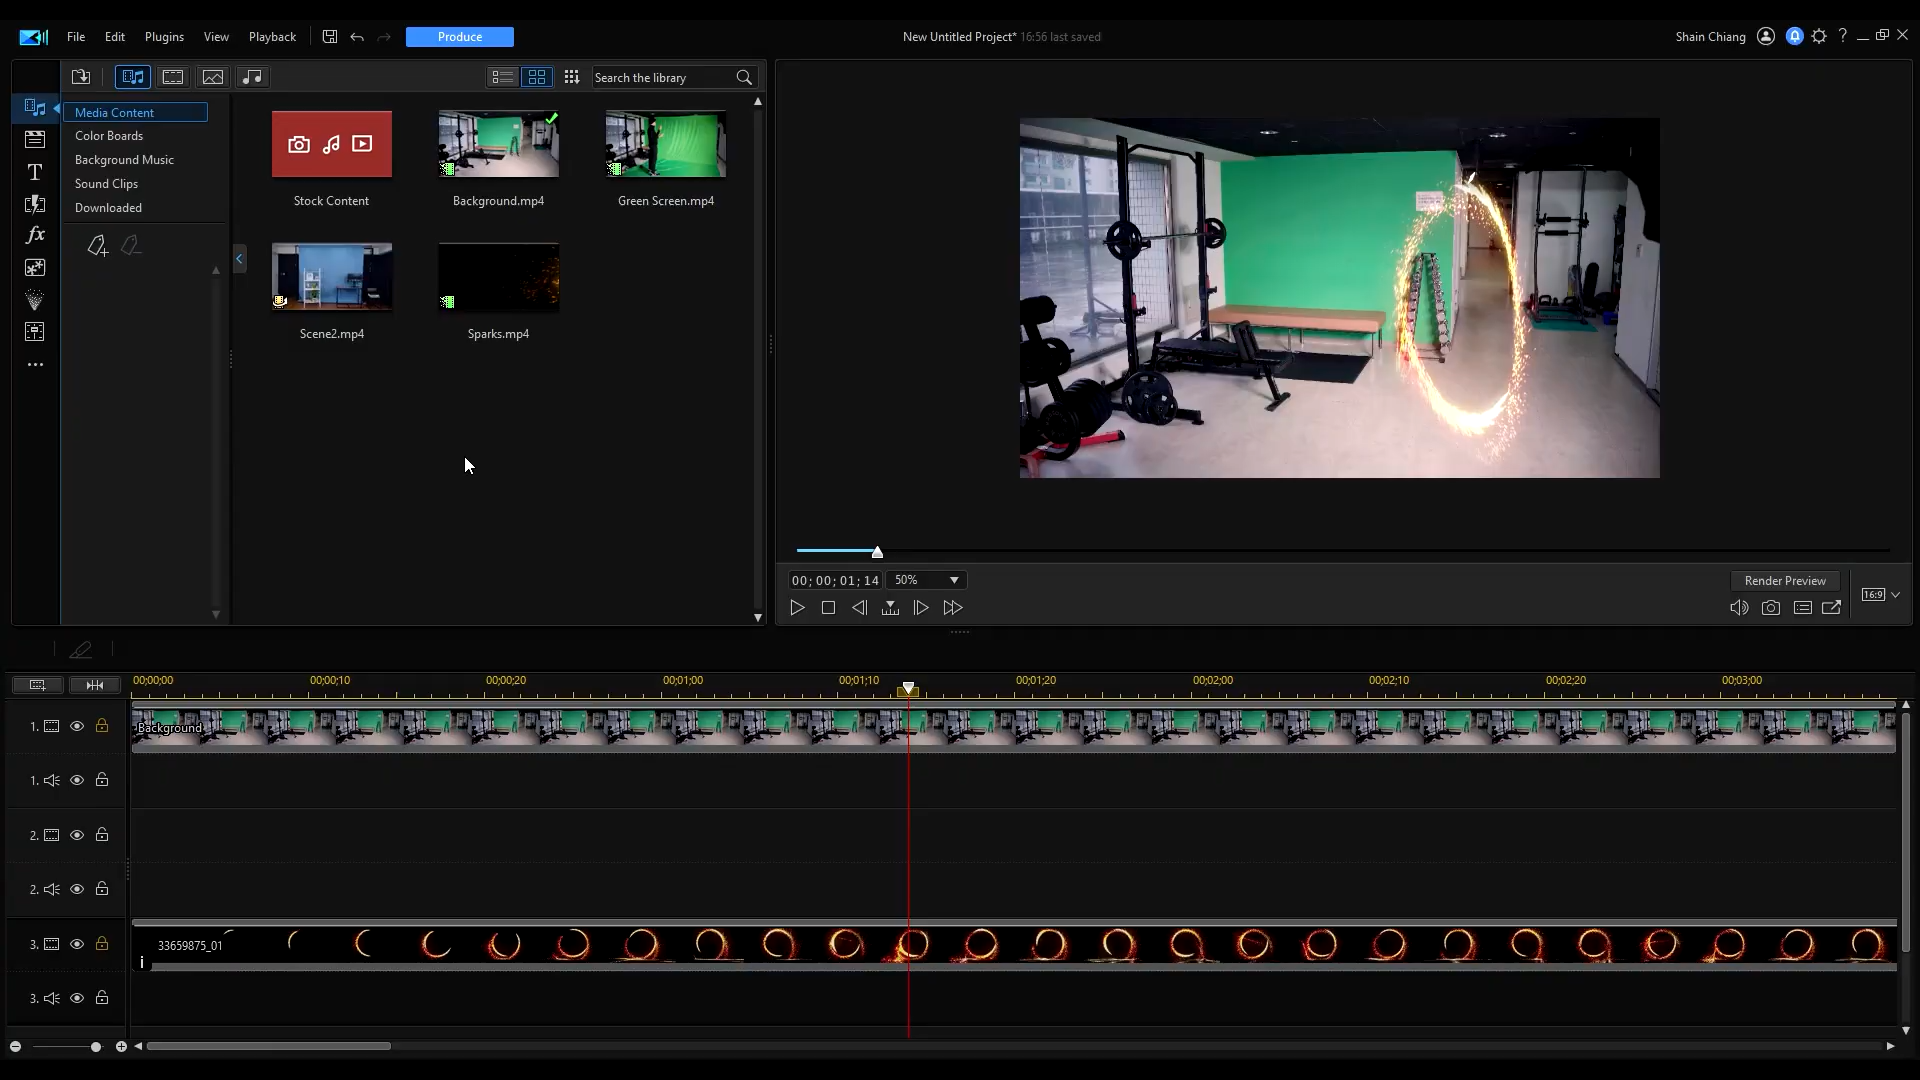 File Edit Plugins View Playback Produce New Untitled Project* 16:56 last saved Shain Chiang ?
Search the library
Media Content
Color Boards
Background Music
Sound Clips
Downloaded
T
fx
Stock Content Background.mp4 Green Screen.mp4
Scene2.mp4 Sparks.mp4
00; 00; 01; 14 50% Render Preview
16:9
00;00;00 00;00;10 00;00;20 00;01;00 00;01;10 00;01;20 00;02;00 00;02;10 00;02;20 00;03;00
1. Background
1.
2.
2.
3. 33659875_01
i
3.